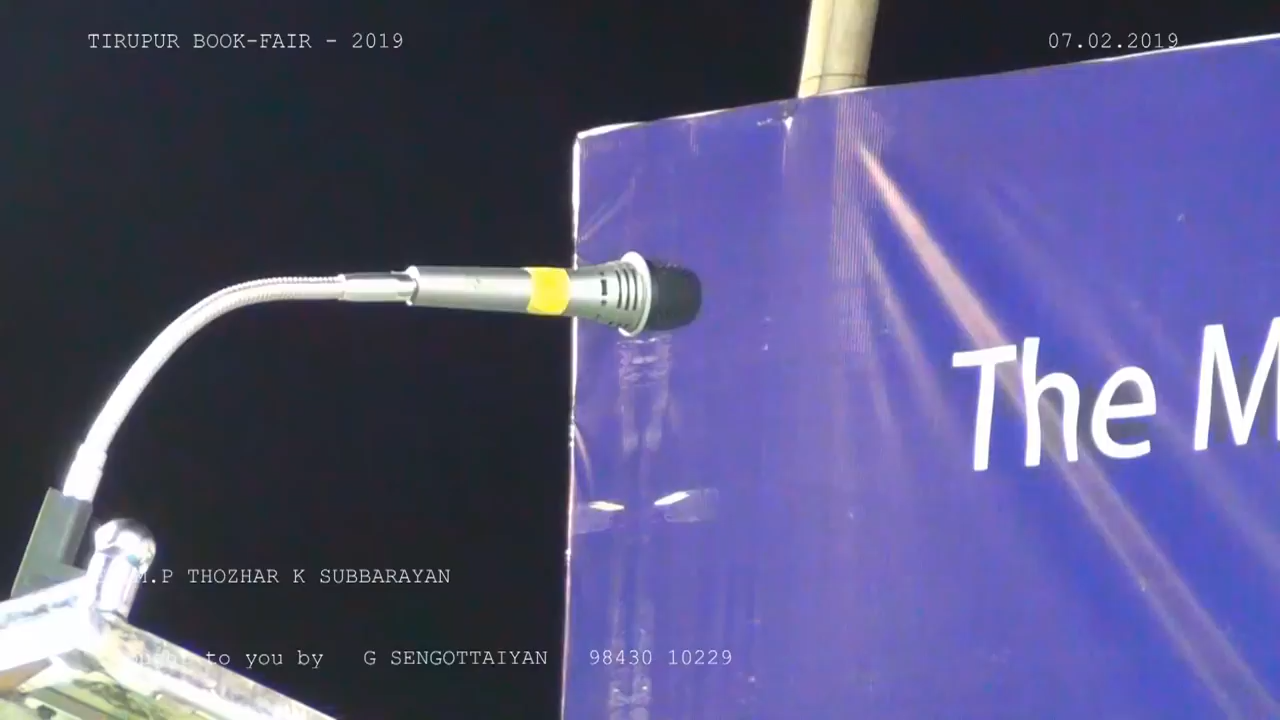 TIRUPUR BOOK-FAIR - 2019
07.02.2019
The M
M.P THOZHAR K SUBBARAYAN
to you by G SENGOTTAIYAN 98430 10229